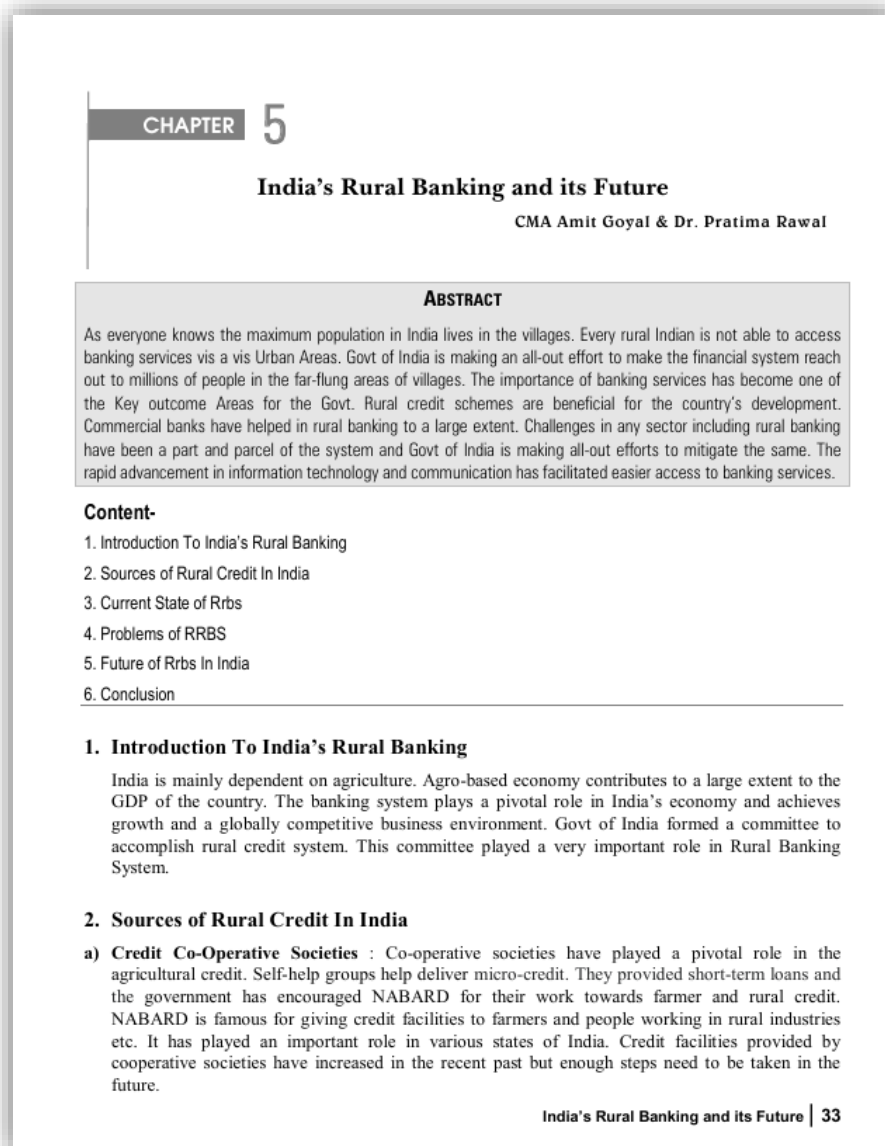 CHAPTER 5
India's Rural Banking and its Future
CMA Amit Goyal & Dr. Pratima Rawal
ABSTRACT
As everyone knows the maximum population in India lives in the villages. Every rural Indian is not able to access
banking services vis a vis Urban Areas. Govt of India is making an all-out effort to make the financial system reach
out to millions of people in the far-flung areas of villages. The importance of banking services has become one of
the Key outcome Areas for the Govt. Rural credit schemes are beneficial for the country's development.
Commercial banks have helped in rural banking to a large extent. Challenges in any sector including rural banking
have been a part and parcel of the system and Govt of India is making all-out efforts to mitigate the same. The
rapid advancement in information technology and communication has facilitated easier access to banking services.
Content-
1. Introduction To India's Rural Banking
2. Sources of Rural Credit In India
3. Current State of Rrbs
4. Problems of RRBS
5. Future of Rrbs In India
6. Conclusion
1. Introduction To India's Rural Banking
India is mainly dependent on agriculture. Agro-based economy contributes to a large extent to the
GDP of the country. The banking system plays a pivotal role in India's economy and achieves
growth and a globally competitive business environment. Govt of India formed a committee to
accomplish rural credit system. This committee played a very important role in Rural Banking
System.
2. Sources of Rural Credit In India
a) Credit Co-Operative Societies : Co-operative societies have played a pivotal role in the
agricultural credit. Self-help groups help deliver micro-credit. They provided short-term loans and
the government has encouraged NABARD for their work towards farmer and rural credit.
NABARD is famous for giving credit facilities to farmers and people working in rural industries
etc. It has played an important role in various states of India. Credit facilities provided by
cooperative societies have increased in the recent past but enough steps need to be taken in the
future.
India's Rural Banking and its Future | 33